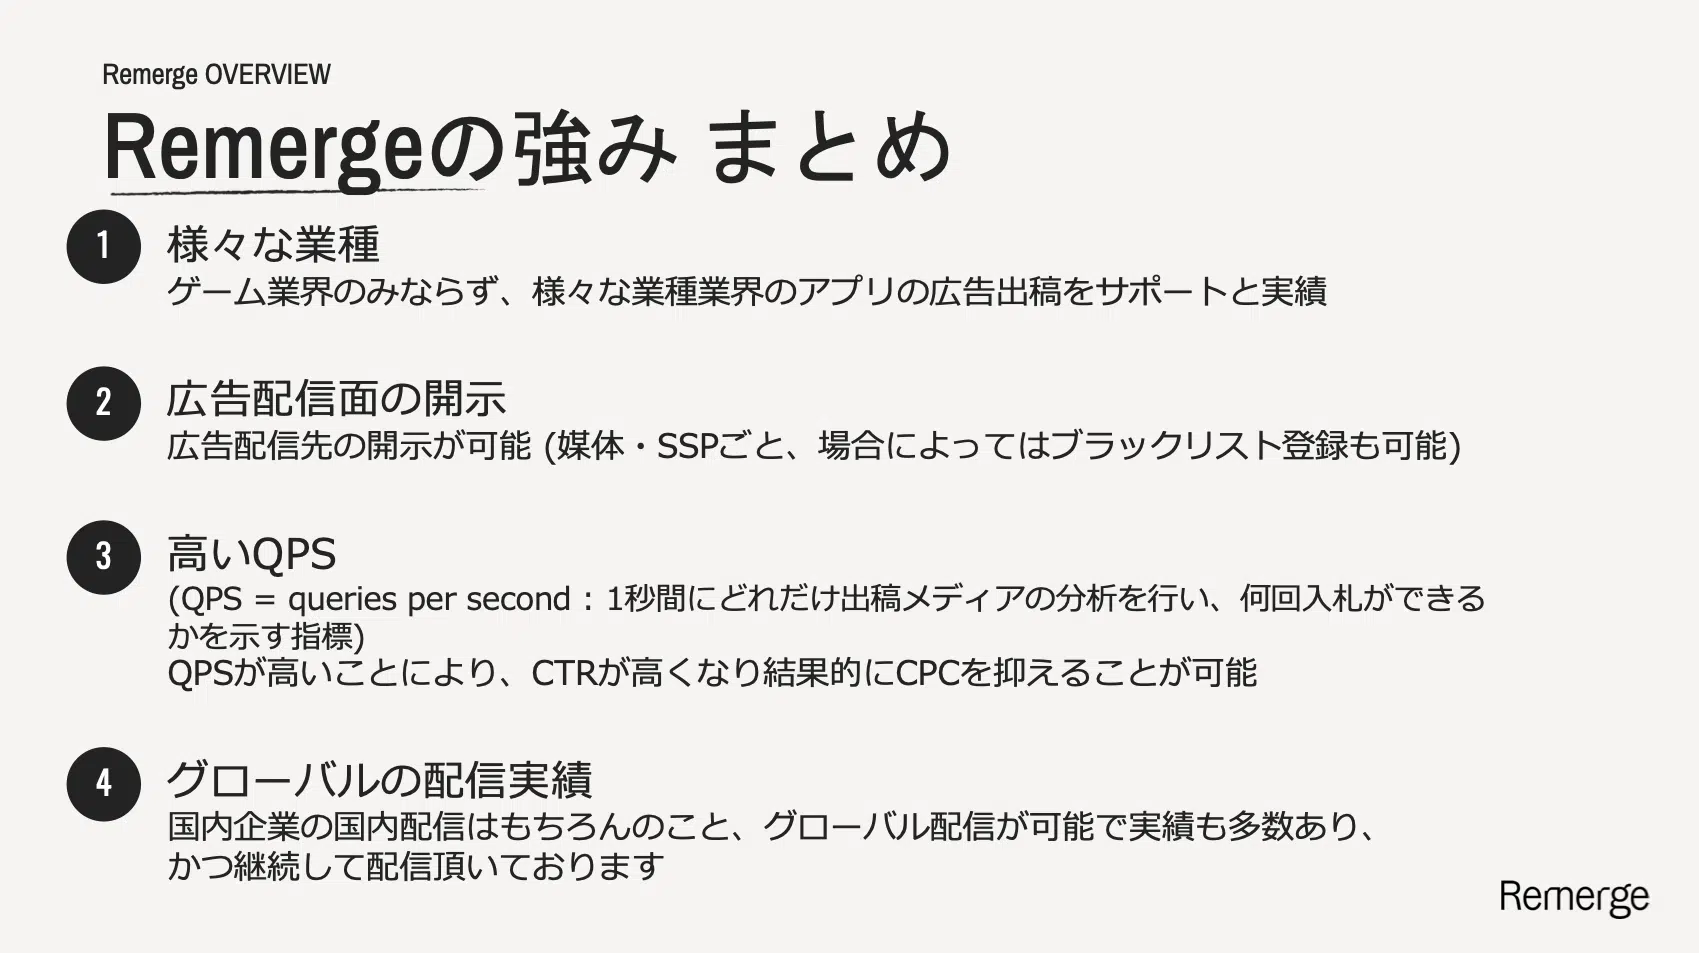 Remerge OVERVIEW
Remergeの強み まとめ
1
様々な業種
ゲーム業界のみならず、様々な業種業界のアプリの広告出稿をサポートと実績
2
広告配信面の開示
広告配信先の開示が可能 (媒体・SSPごと、場合によってはブラックリスト登録も可能)
3
高いQPS
(QPS = queries per second : 1秒間にどれだけ出稿メディアの分析を行い、何回入札ができる
かを示す指標)
QPSが高いことにより、CTRが高くなり結果的にCPCを抑えることが可能
4
グローバルの配信実績
国内企業の国内配信はもちろんのこと、グローバル配信が可能で実績も多数あり、
かつ継続して配信頂いております
Remerge